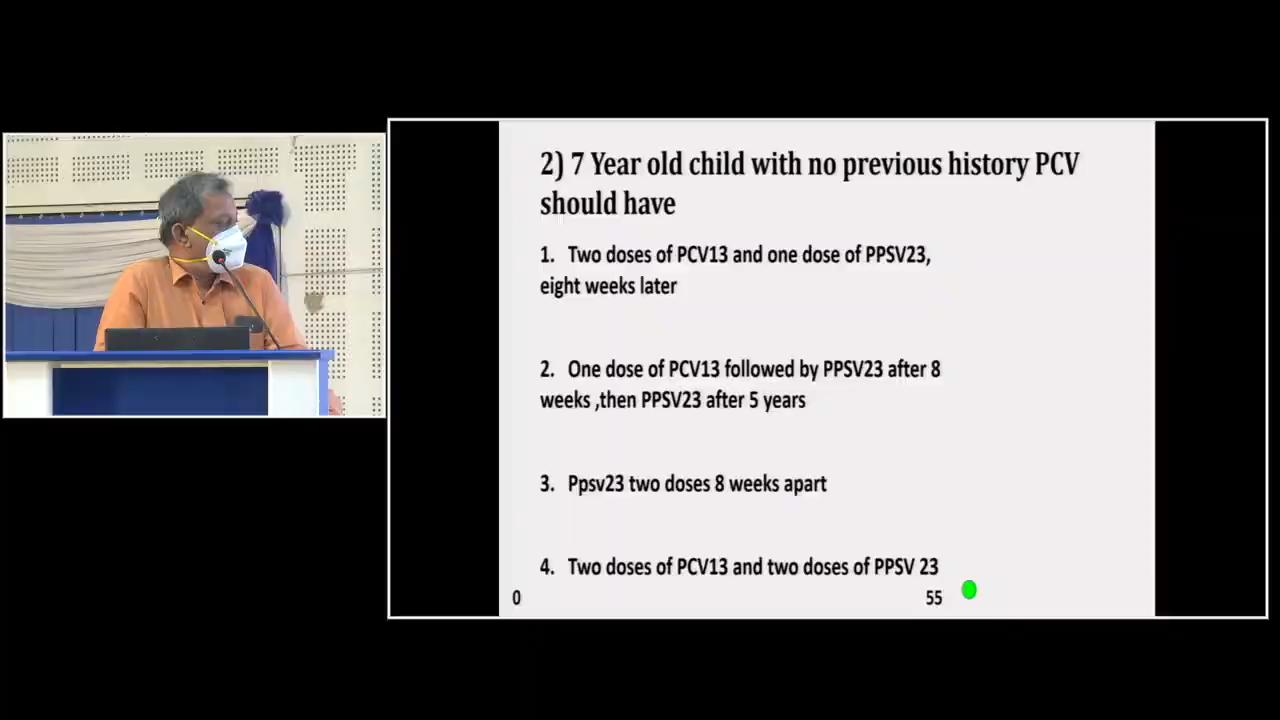 2) 7 Year old child with no previous history PCV
should have
1. Two doses of PCV13 and one dose of PPSV23,
eight weeks later
2. One dose of PCV13 followed by PPSV23 after 8
weeks ,then PPSV23 after 5 years
3. Ppsv23 two doses 8 weeks apart
4. Two doses of PCV13 and two doses of PPSV 23
0 55